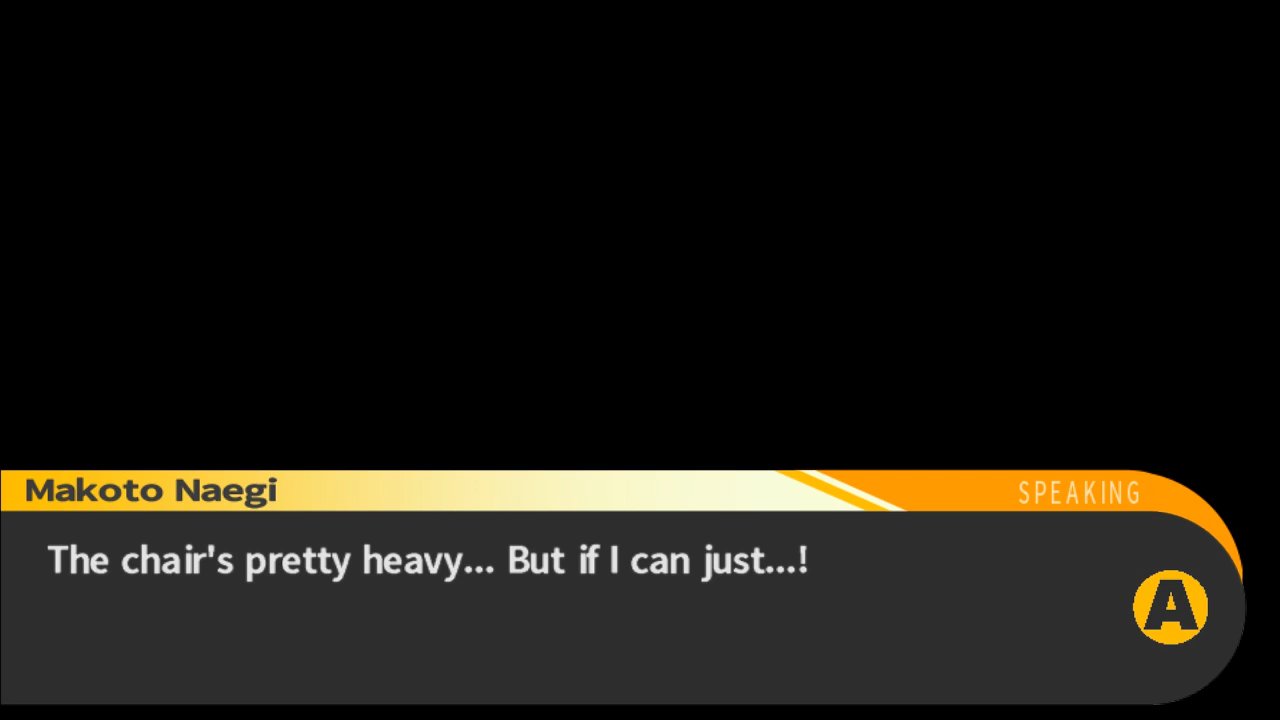 Makoto Naegi
SPEAKING
The chair's pretty heavy... But if I can just...!
A